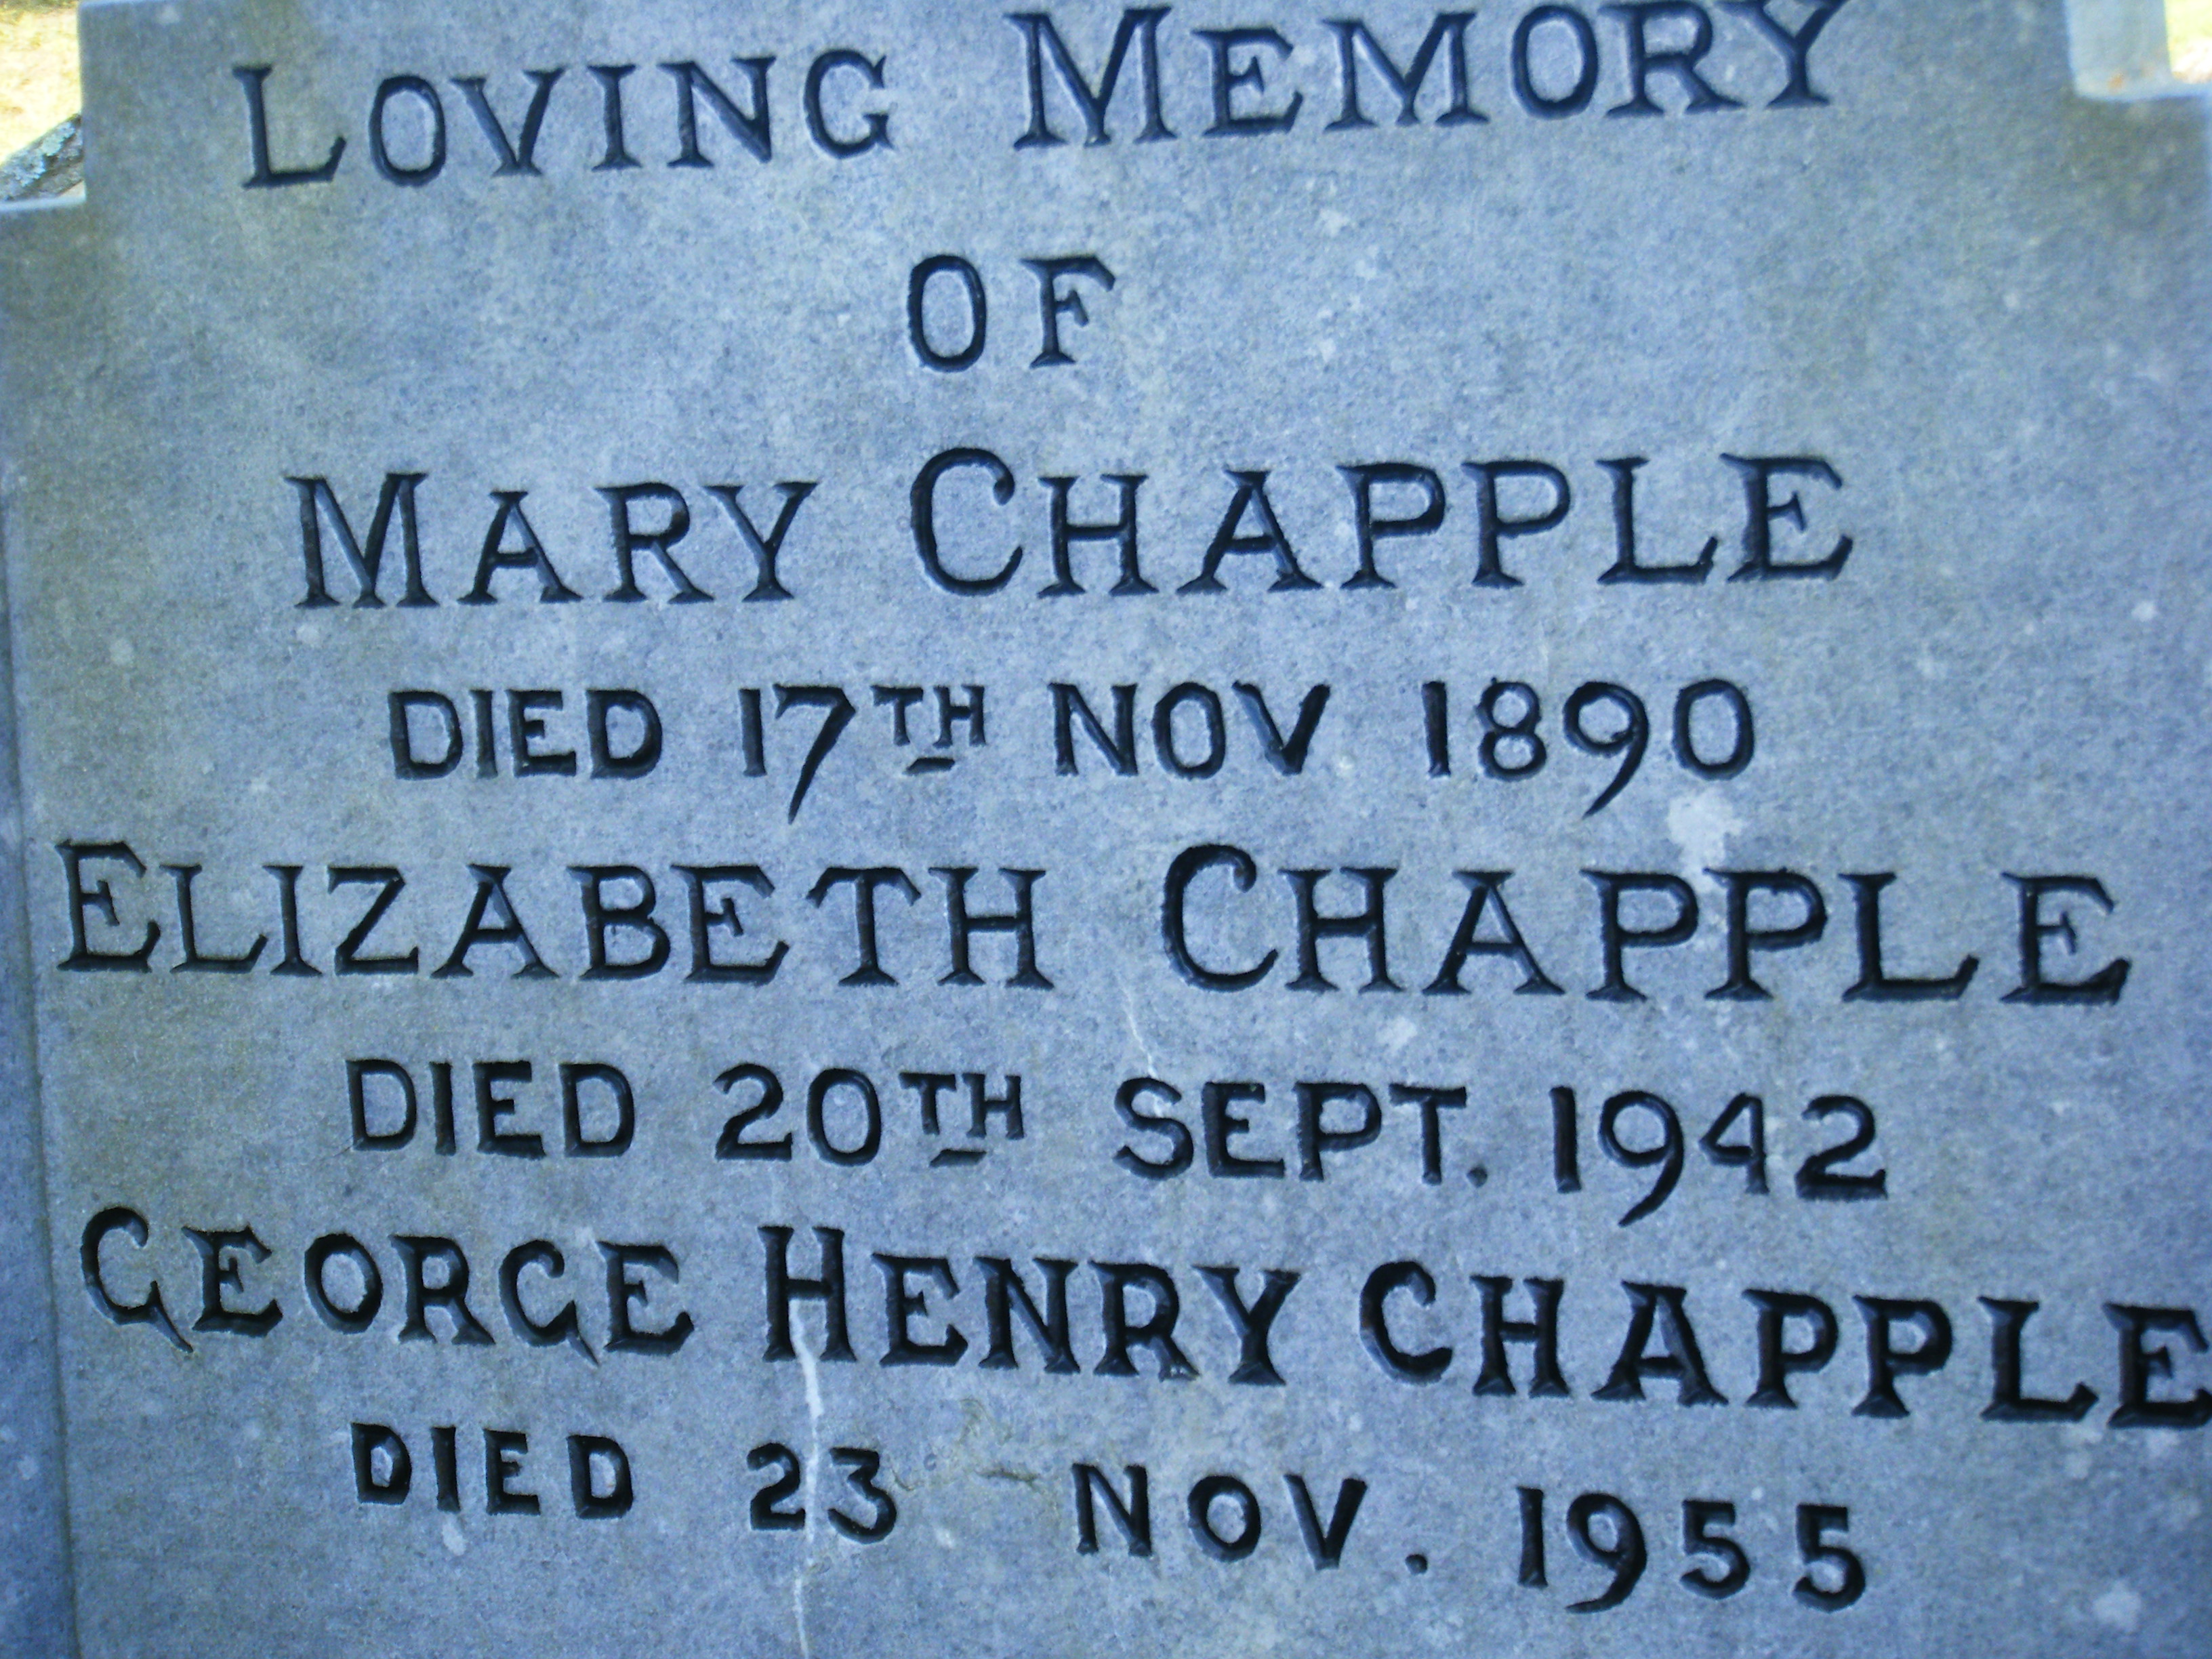 LOVING MEMORY
OF
MARY CHAPPLE
DIED 17TH NOV 1890
ELIZABETH CHAPPLE
DIED 20TH SEPT. 1942
GEORGE HENRY CHAPPLE
DIED 23 NOV. 1955